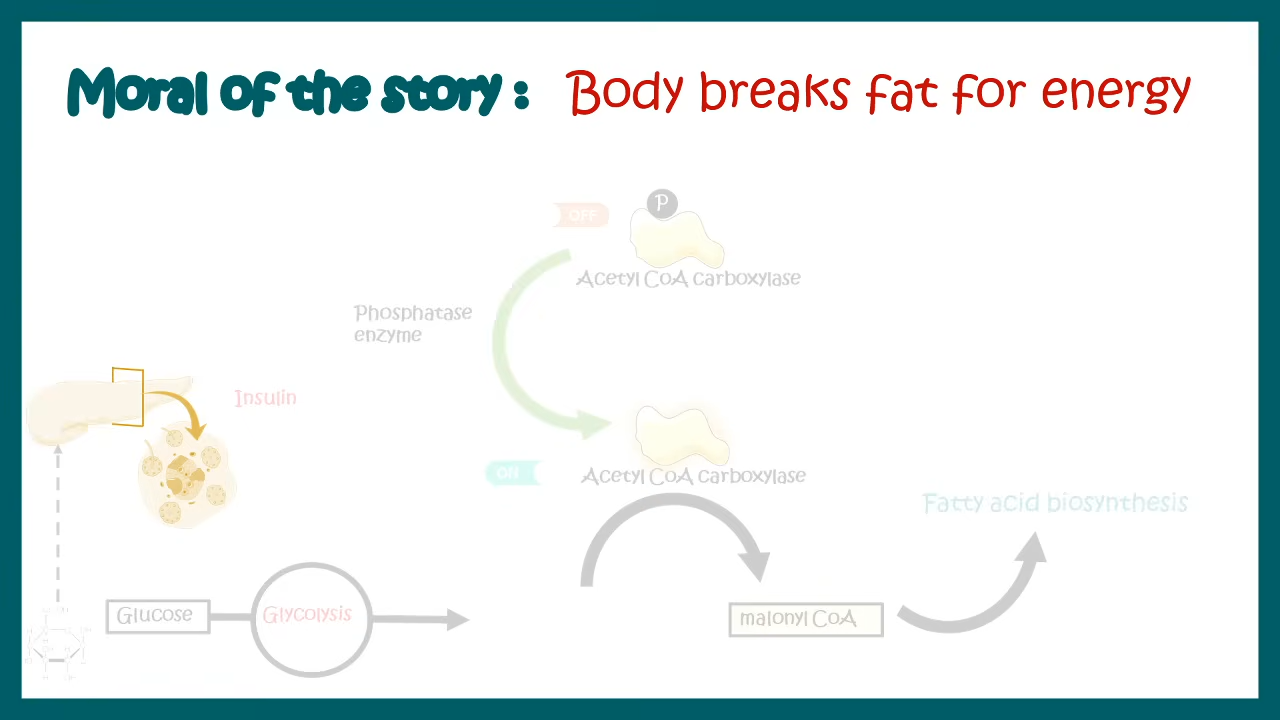 Moral of the story : Body breaks fat for energy
OFF
P
Acetyl CoA carboxylase
Phosphatase
enzyme
Insulin
ON
Acetyl CoA carboxylase
Fatty acid biosynthesis
Glucose
Glycolysis
malonyl CoA